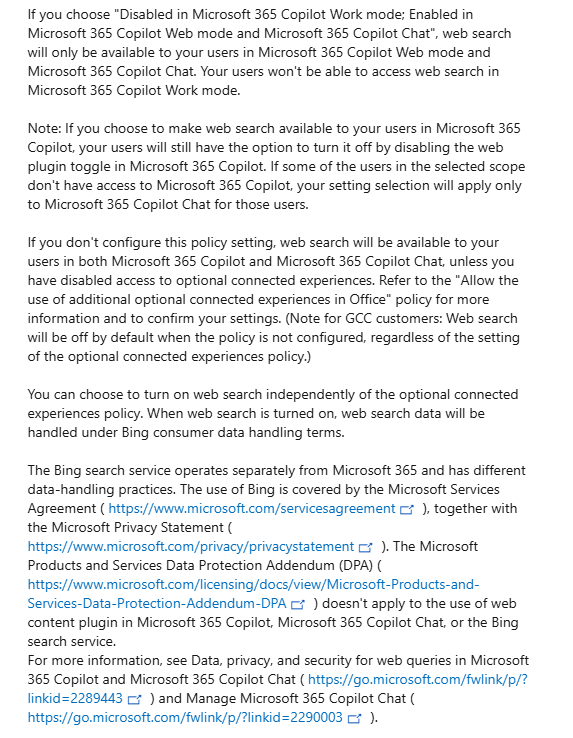 If you choose "Disabled in Microsoft 365 Copilot Work mode; Enabled in
Microsoft 365 Copilot Web mode and Microsoft 365 Copilot Chat", web search
will only be available to your users in Microsoft 365 Copilot Web mode and
Microsoft 365 Copilot Chat. Your users won't be able to access web search in
Microsoft 365 Copilot Work mode.
Note: If you choose to make web search available to your users in Microsoft 365
Copilot, your users will still have the option to turn it off by disabling the web
plugin toggle in Microsoft 365 Copilot. If some of the users in the selected scope
don't have access to Microsoft 365 Copilot, your setting selection will apply only
to Microsoft 365 Copilot Chat for those users.
If you don't configure this policy setting, web search will be available to your
users in both Microsoft 365 Copilot and Microsoft 365 Copilot Chat, unless you
have disabled access to optional connected experiences. Refer to the "Allow the
use of additional optional connected experiences in Office" policy for more
information and to confirm your settings. (Note for GCC customers: Web search
will be off by default when the policy is not configured, regardless of the setting
of the optional connected experiences policy.)
You can choose to turn on web search independently of the optional connected
experiences policy. When web search is turned on, web search data will be
handled under Bing consumer data handling terms.
The Bing search service operates separately from Microsoft 365 and has different
data-handling practices. The use of Bing is covered by the Microsoft Services
Agreement ( https://www.microsoft.com/servicesagreement ), together with
the Microsoft Privacy Statement (
https://www.microsoft.com/privacy/privacystatement ). The Microsoft
Products and Services Data Protection Addendum (DPA) (
https://www.microsoft.com/licensing/docs/view/Microsoft-Products-and-
Services-Data-Protection-Addendum-DPA ) doesn't apply to the use of web
content plugin in Microsoft 365 Copilot, Microsoft 365 Copilot Chat, or the Bing
search service.
For more information, see Data, privacy, and security for web queries in Microsoft
365 Copilot and Microsoft 365 Copilot Chat ( https://go.microsoft.com/fwlink/p/?
linkid=2289443 ) and Manage Microsoft 365 Copilot Chat (
https://go.microsoft.com/fwlink/p/?linkid=2290003 ).